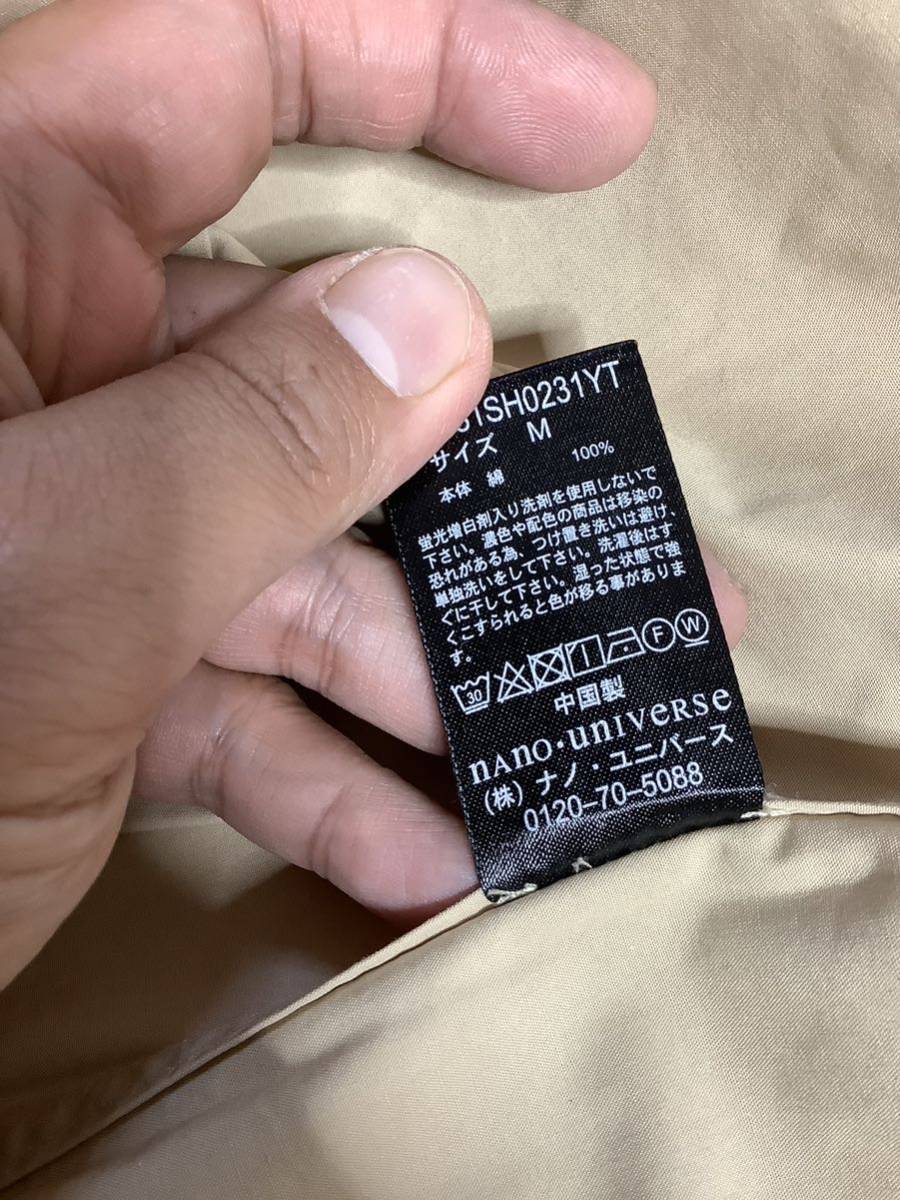 1SH0231YT
サイズ M
本体 綿 100%
蛍光増白剤入り洗剤を使用しないで
下さい。濃色や配色の商品は移染の
恐れがある為、つけ置き洗いは避け
単独洗いをして下さい。洗濯後はす
ぐに干して下さい。湿った状態で強
くこすられると色が移る事がありま
す。
30 F W
中国製
nano・universe
(株) ナノ・ユニバース
0120-70-5088